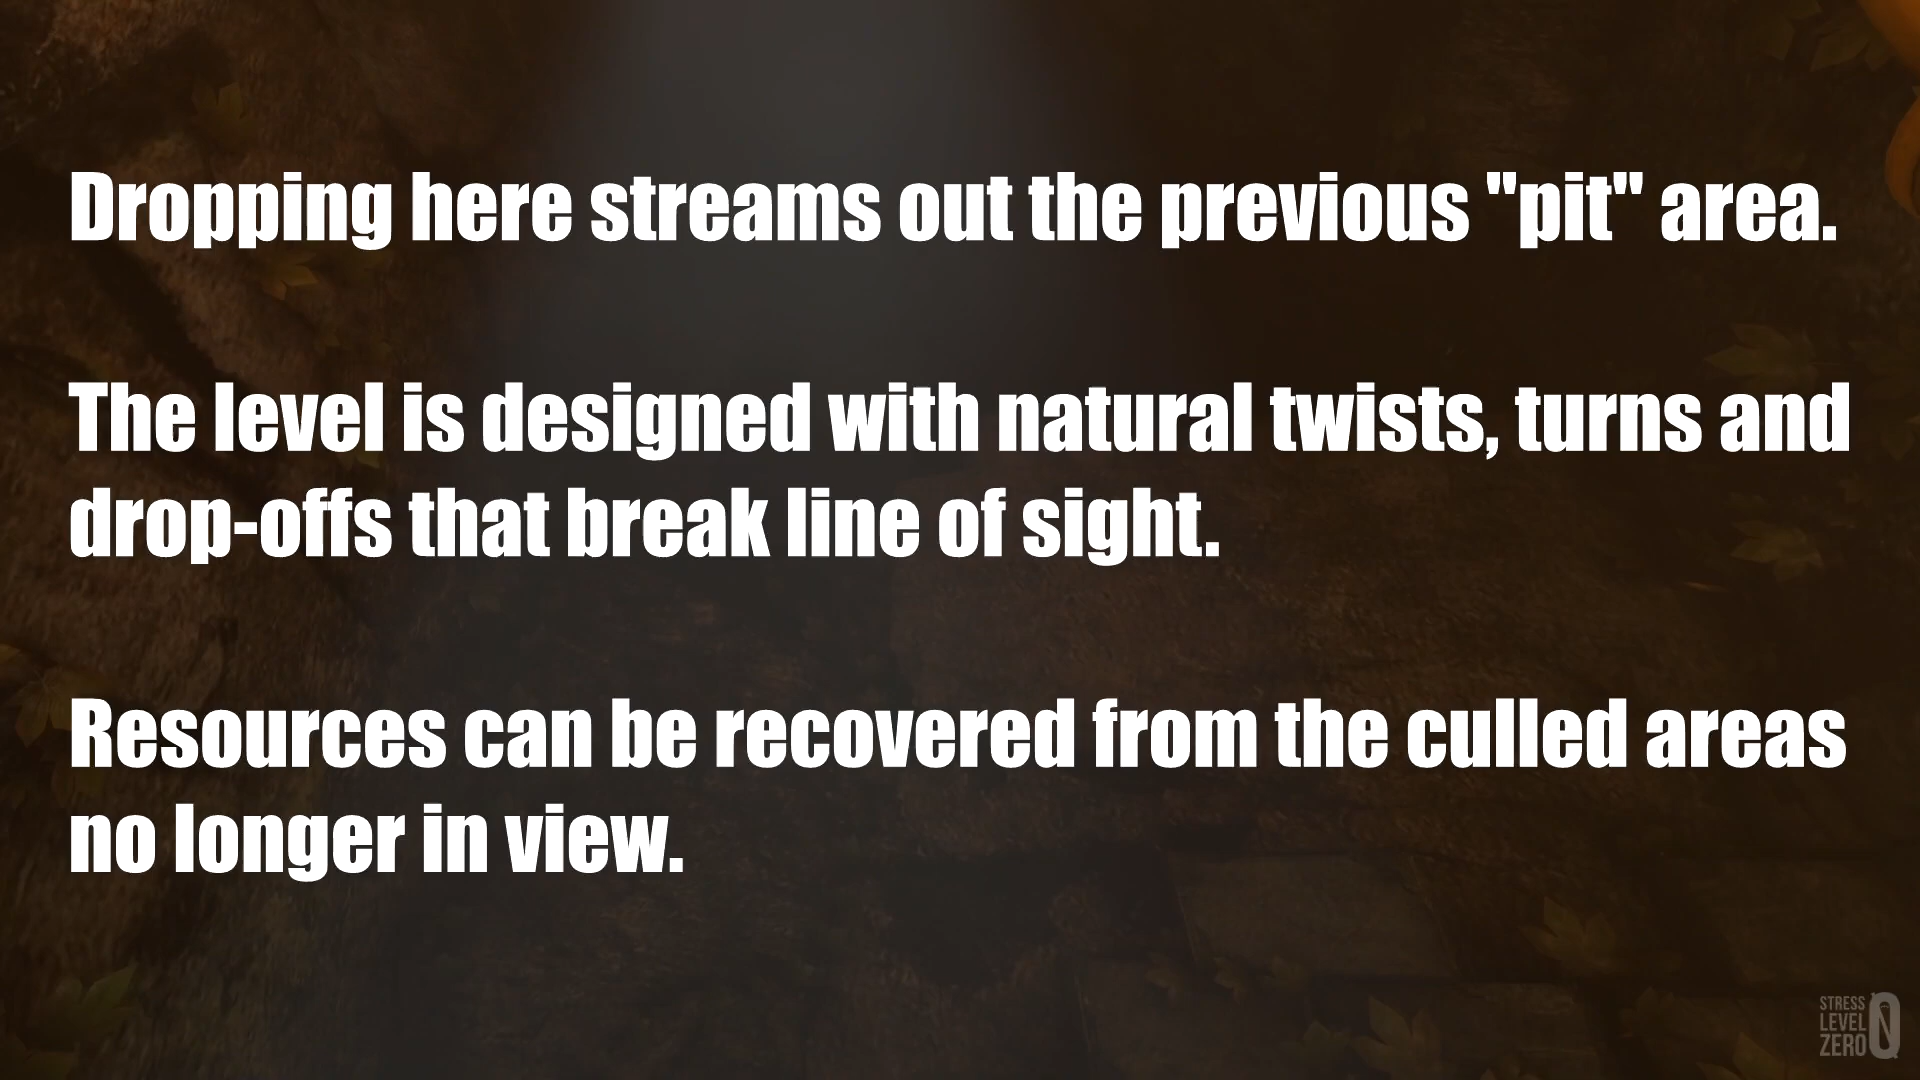 Dropping here streams out the previous "pit" area.
The level is designed with natural twists, turns and
drop-offs that break line of sight.
Resources can be recovered from the culled areas
no longer in view.
STRESS
LEVEL
ZERO
0